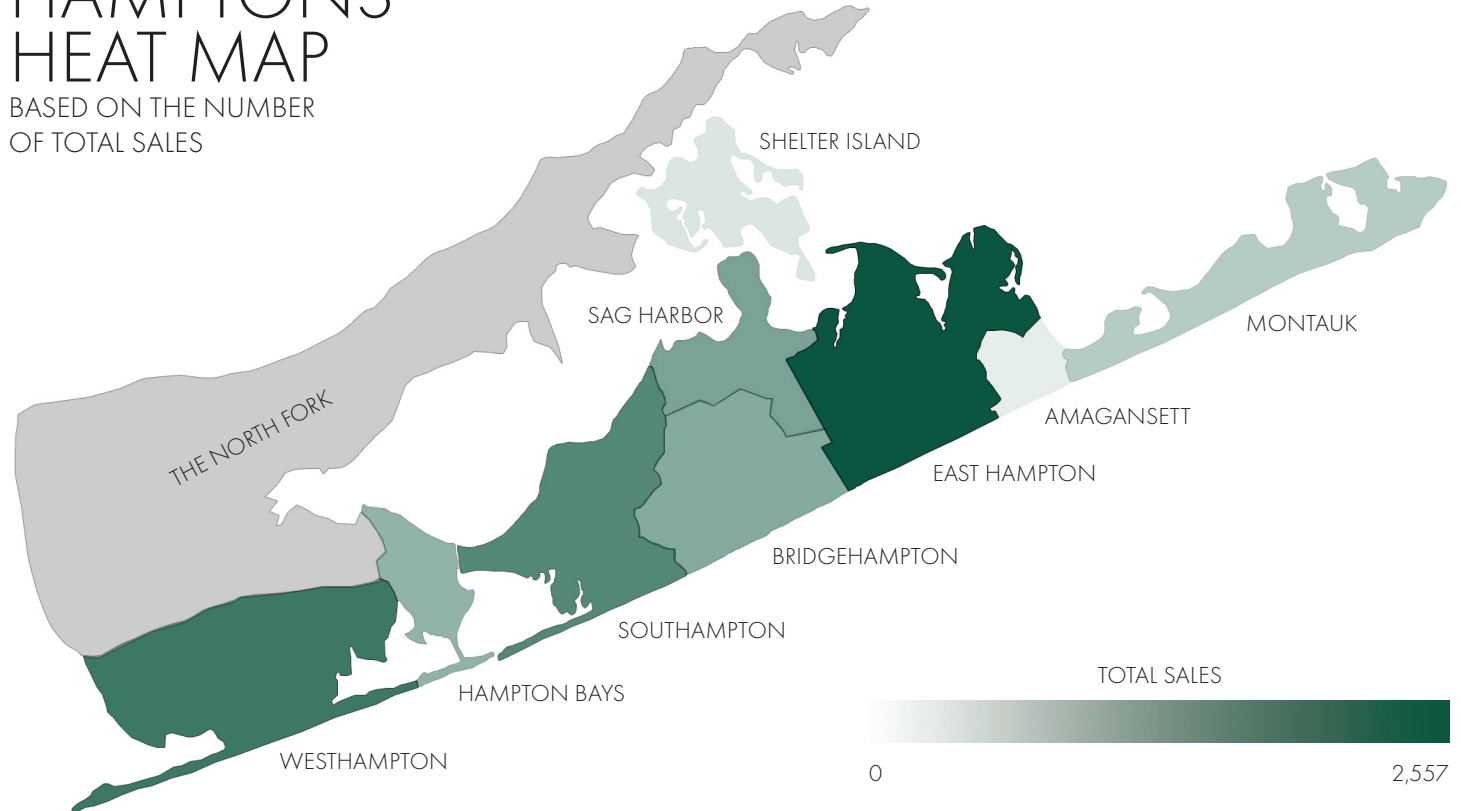 HAMPTONS
HEAT MAP
BASED ON THE NUMBER
OF TOTAL SALES
SHELTER ISLAND
SAG HARBOR
MONTAUK
THE NORTH FORK
AMAGANSETT
EAST HAMPTON
BRIDGEHAMPTON
SOUTHAMPTON
HAMPTON BAYS
WESTHAMPTON
TOTAL SALES
0
2,557